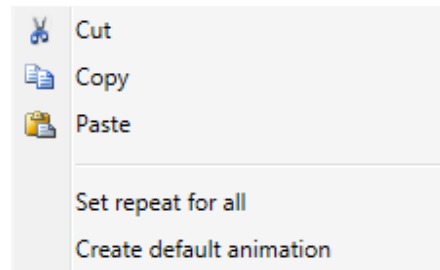 Cut
Copy
Paste
Set repeat for all
Create default animation